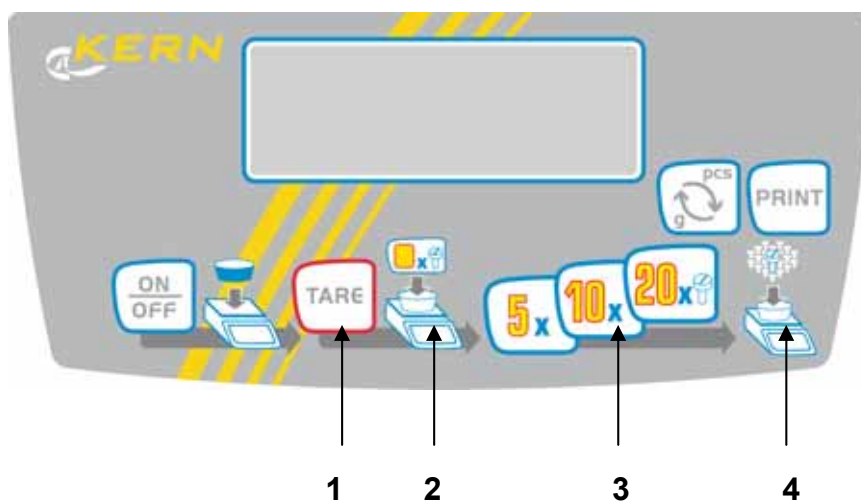 KERN
pcs
g
PRINT
ON
OFF
TARE
x
5x
10x
20x
1 2 3 4